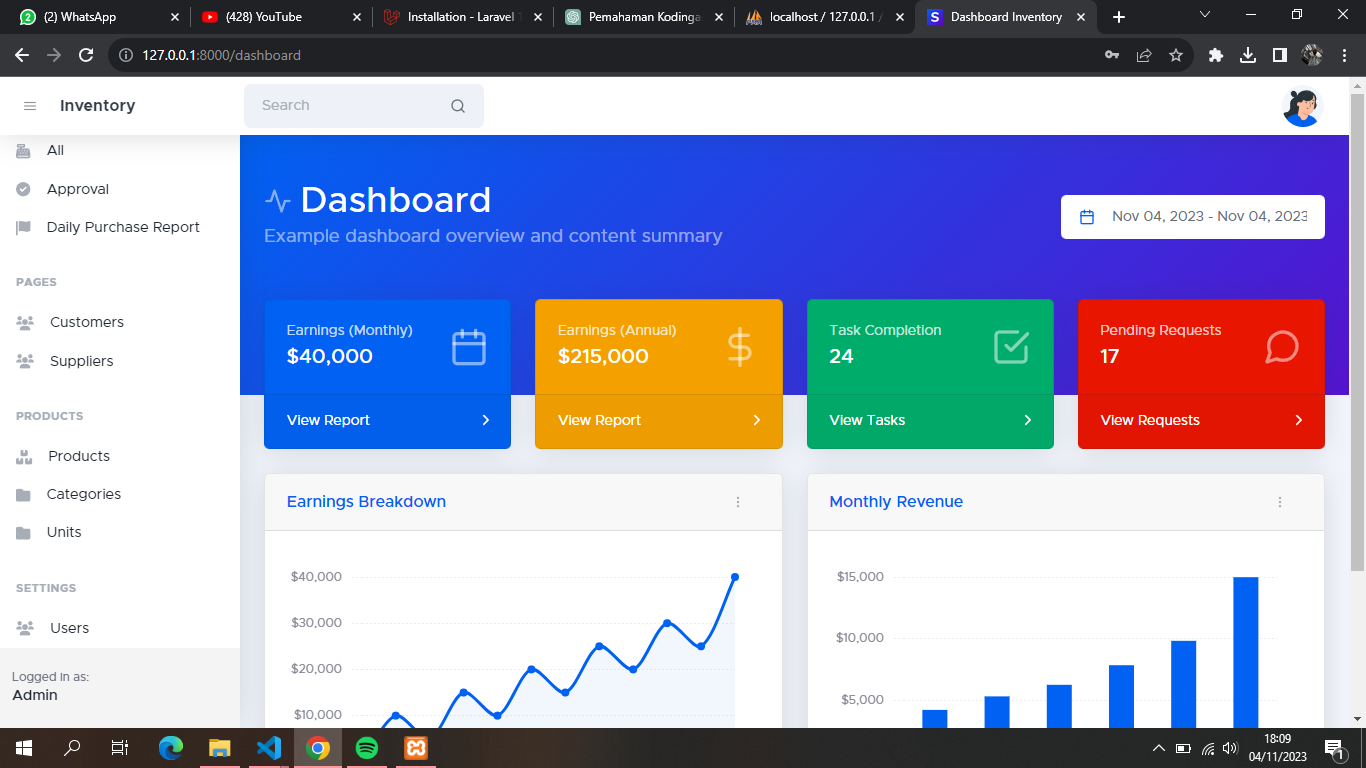 (2) WhatsApp
(428) YouTube
Installation - Laravel
Pemahaman Koding
localhost / 127.0.0.1 /
Dashboard Inventory
127.0.0.1:8000/dashboard
Inventory
Search
All
Approval
Daily Purchase Report
PAGES
Customers
Suppliers
PRODUCTS
Products
Categories
Units
SETTINGS
Users
Logged in as:
Admin
Dashboard
Example dashboard overview and content summary
Nov 04, 2023 - Nov 04, 2023
Earnings (Monthly)
$40,000
View Report
Earnings (Annual)
$215,000
View Report
Task Completion
24
View Tasks
Pending Requests
17
View Requests
Earnings Breakdown
$40,000
$30,000
$20,000
$10,000
Monthly Revenue
$15,000
$10,000
$5,000
18:09
04/11/2023
1